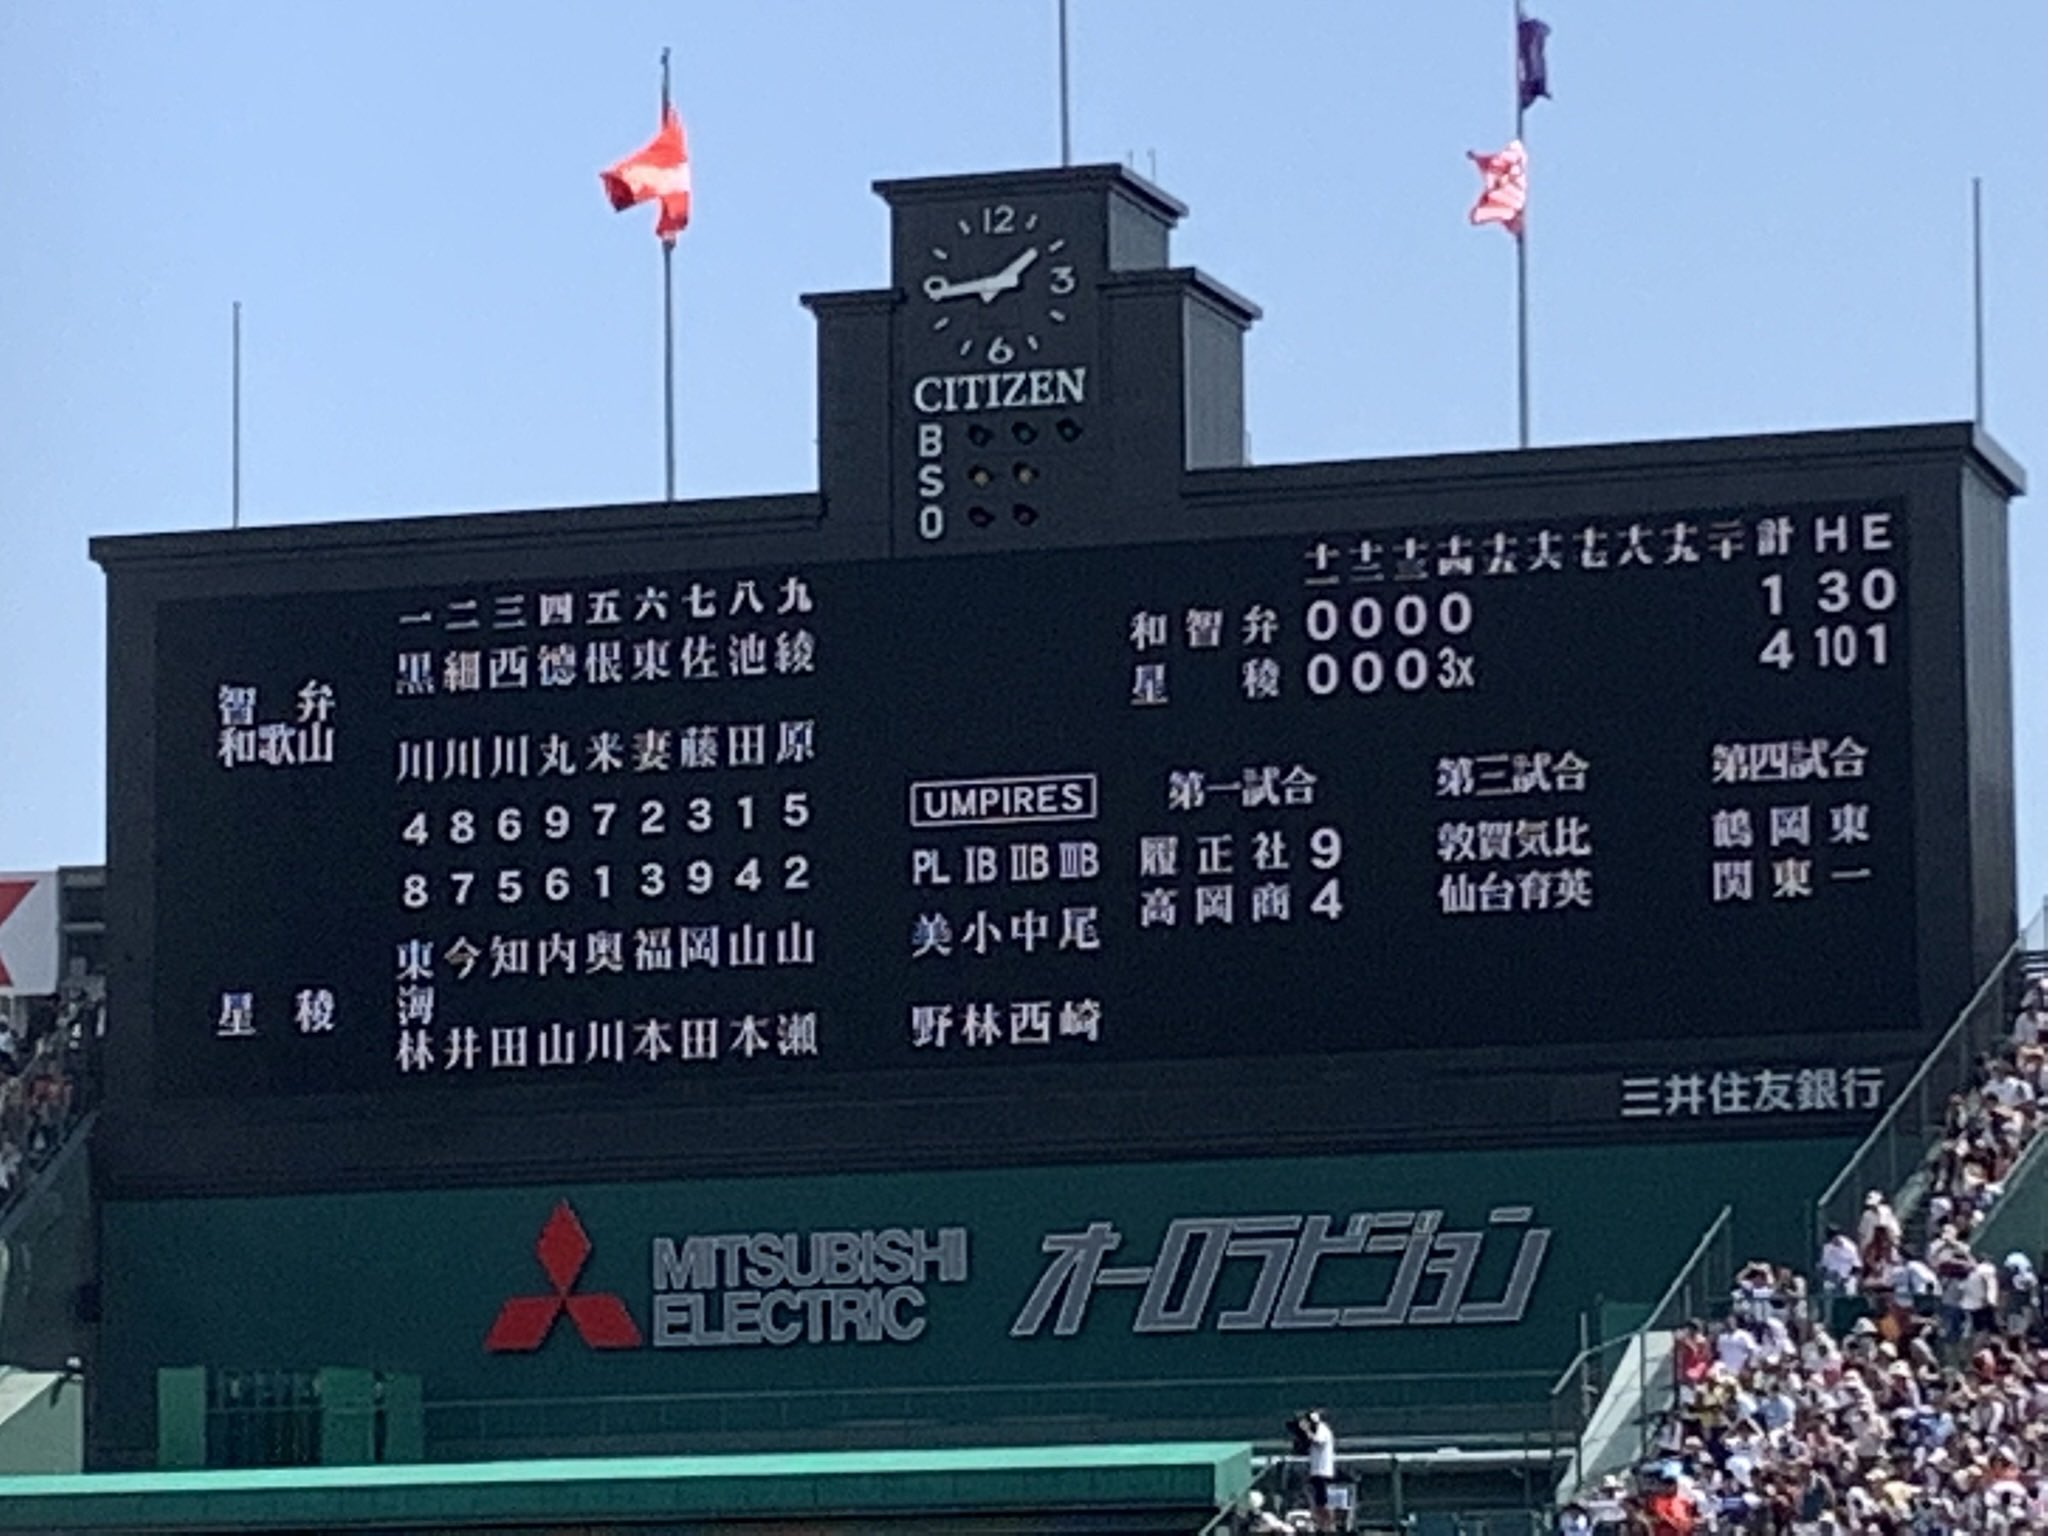 12
3
6
CITIZEN
B
S
O
一 二 三 四 五 六 七 八 九
智弁和歌山
黒川 細川 西川 徳丸 根来 東妻 佐藤 池田 綾原
4 8 6 9 7 2 3 1 5
8 7 5 6 1 3 9 4 2
星稜
東海林 今井 知田 内山 奥川 福本 岡田 山本 山瀬
UMPIRES
PL ⅠB ⅡB ⅢB
美野 小林 中西 尾崎
十一 十二 十三 十四 十五 十六 十七 十八 十九 二十 計 H E
和智弁 0 0 0 0 1 3 0
星稜 0 0 0 3x 4 10 1
第一試合
履正社 9
高岡商 4
第三試合
敦賀気比
仙台育英
第四試合
鶴岡東
関東一
三井住友銀行
MITSUBISHI
ELECTRIC
オーロラビジョン